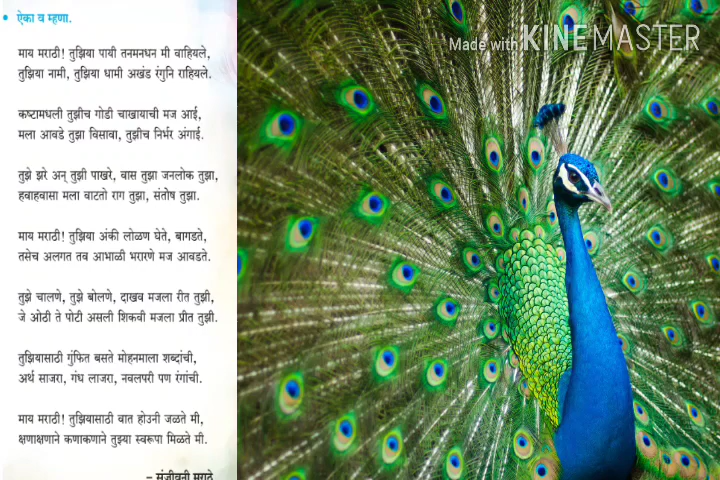 • ऐका व म्हणा.
माय मराठी! तुझिया पायी तनमनधन मी वाहियले,
तुझिया नामी, तुझिया धामी अखंड रंगुनि राहियले.
कष्टामधली तुझीच गोडी चाखायाची मज आई,
मला आवडे तुझा विसावा, तुझीच निर्भर अंगाई.
तुझे झरे अन् तुझी पाखरे, वास तुझा जनलोक तुझा,
हवाहवासा मला वाटतो राग तुझा, संतोष तुझा.
माय मराठी! तुझिया अंकी लोळण घेते, बागडते,
तसेच अलगत तव आभाळी भरारणे मज आवडते.
तुझे चालणे, तुझे बोलणे, दाखव मजला रीत तुझी,
जे ओठी ते पोटी असली शिकवी मजला प्रीत तुझी.
तुझियासाठी गुंफित बसते मोहनमाला शब्दांची,
अर्थ साजरा, गंध लाजरा, नवलपरी पण रंगांची.
माय मराठी! तुझियासाठी वात होउनी जळते मी,
क्षणाक्षणाने कणाकणाने तुझ्या स्वरूपा मिळते मी.
– संजीवनी मराठे
Made with KINEMASTER